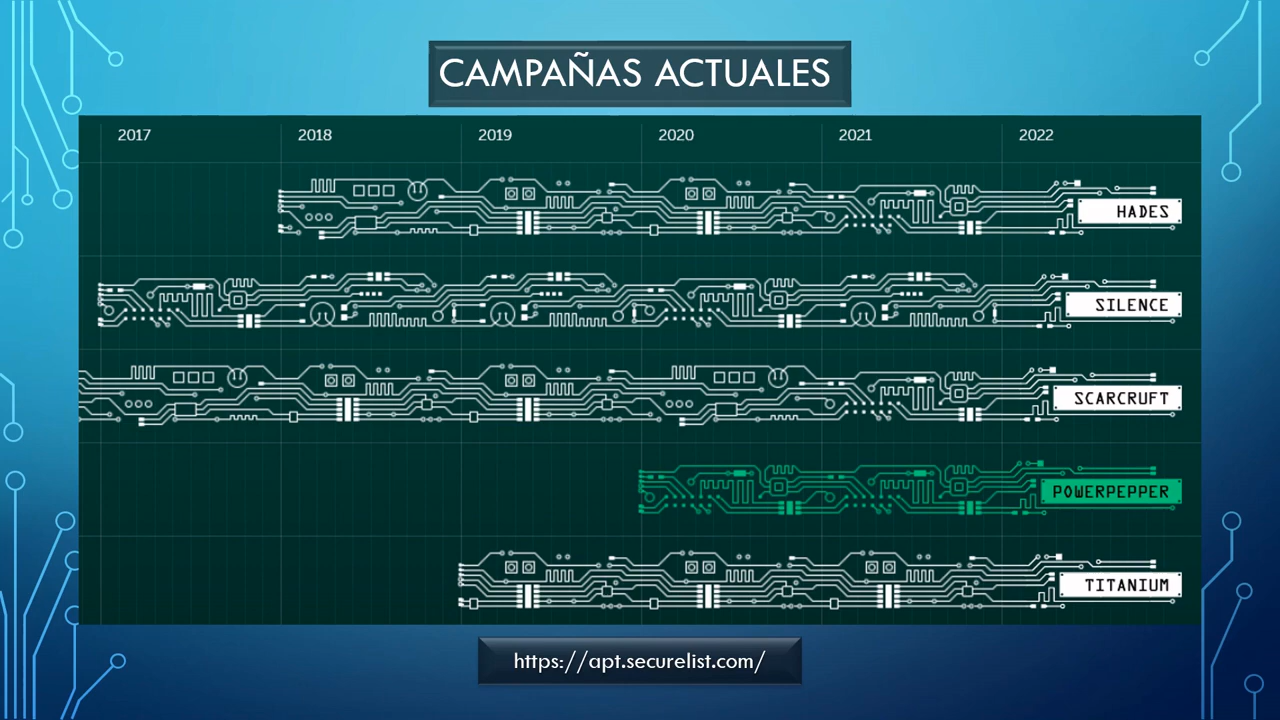 CAMPAÑAS ACTUALES
2017 2018 2019 2020 2021 2022
HADES
SILENCE
SCARCRUFT
POWERPEPPER
TITANIUM
https://apt.securelist.com/